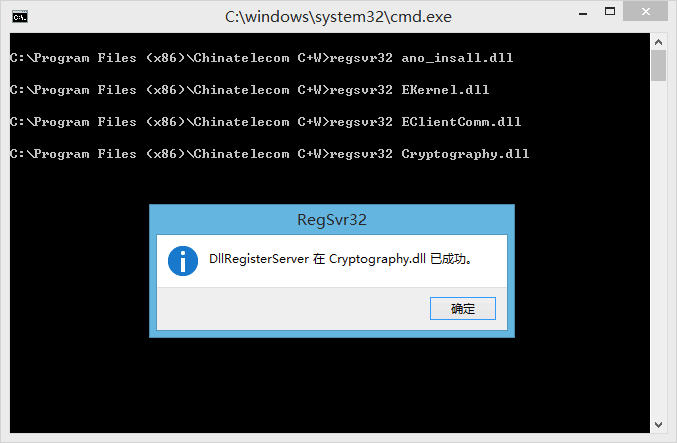 C:\windows\system32\cmd.exe
C:\Program Files (x86)\Chinatelecom C+W>regsvr32 ano_insall.dll
C:\Program Files (x86)\Chinatelecom C+W>regsvr32 EKernel.dll
C:\Program Files (x86)\Chinatelecom C+W>regsvr32 EClientComm.dll
C:\Program Files (x86)\Chinatelecom C+W>regsvr32 Cryptography.dll
RegSvr32
DllRegisterServer 在 Cryptography.dll 已成功。
确定